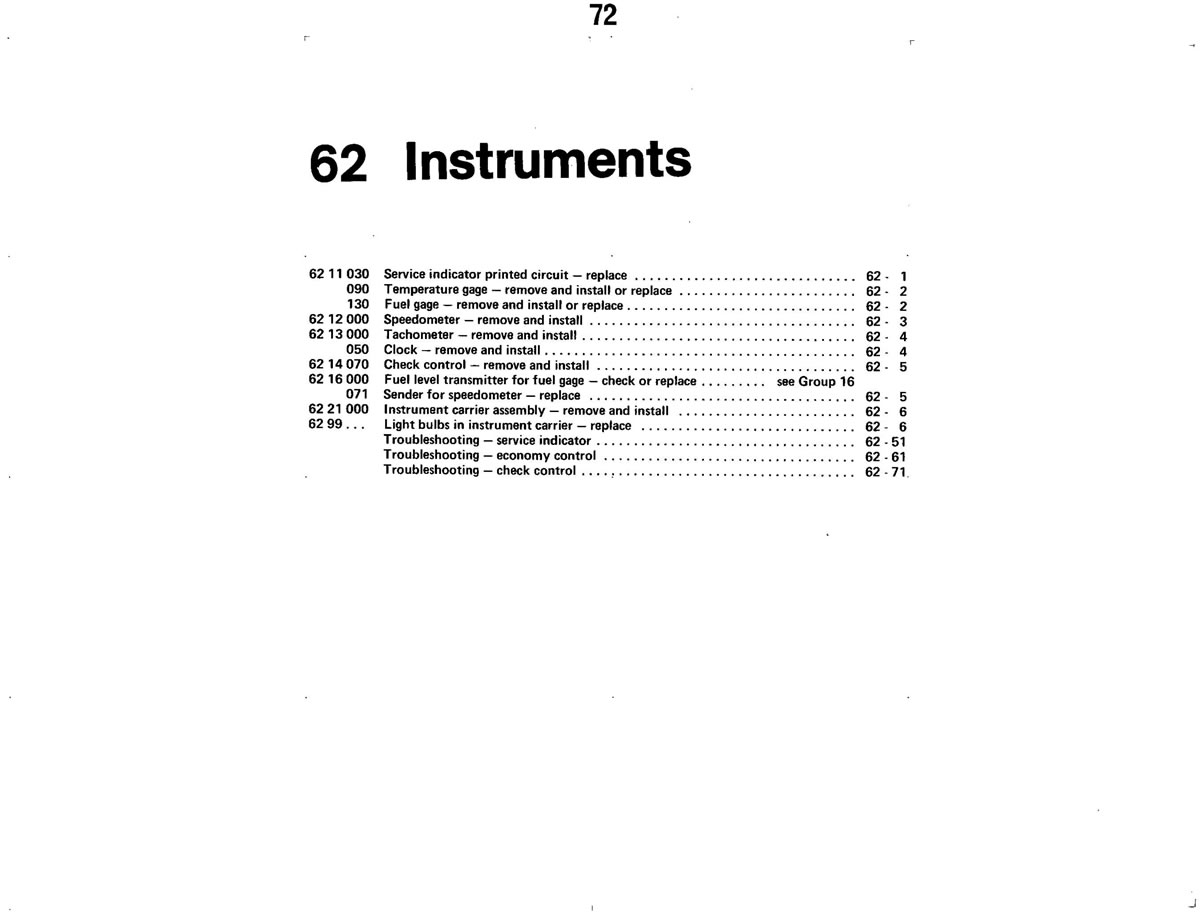 72
62 Instruments
62 11 030 Service indicator printed circuit — replace .............................. 62 - 1
090 Temperature gage — remove and install or replace ........................ 62 - 2
130 Fuel gage — remove and install or replace ............................... 62 - 2
62 12 000 Speedometer — remove and install .................................... 62 - 3
62 13 000 Tachometer — remove and install ..................................... 62 - 4
050 Clock — remove and install .......................................... 62 - 4
62 14 070 Check control — remove and install ................................... 62 - 5
62 16 000 Fuel level transmitter for fuel gage — check or replace ......... see Group 16
071 Sender for speedometer — replace .................................... 62 - 5
62 21 000 Instrument carrier assembly — remove and install ........................ 62 - 6
62 99 ... Light bulbs in instrument carrier — replace ............................. 62 - 6
Troubleshooting — service indicator ................................... 62 - 51
Troubleshooting — economy control .................................. 62 - 61
Troubleshooting — check control ..................................... 62 - 71